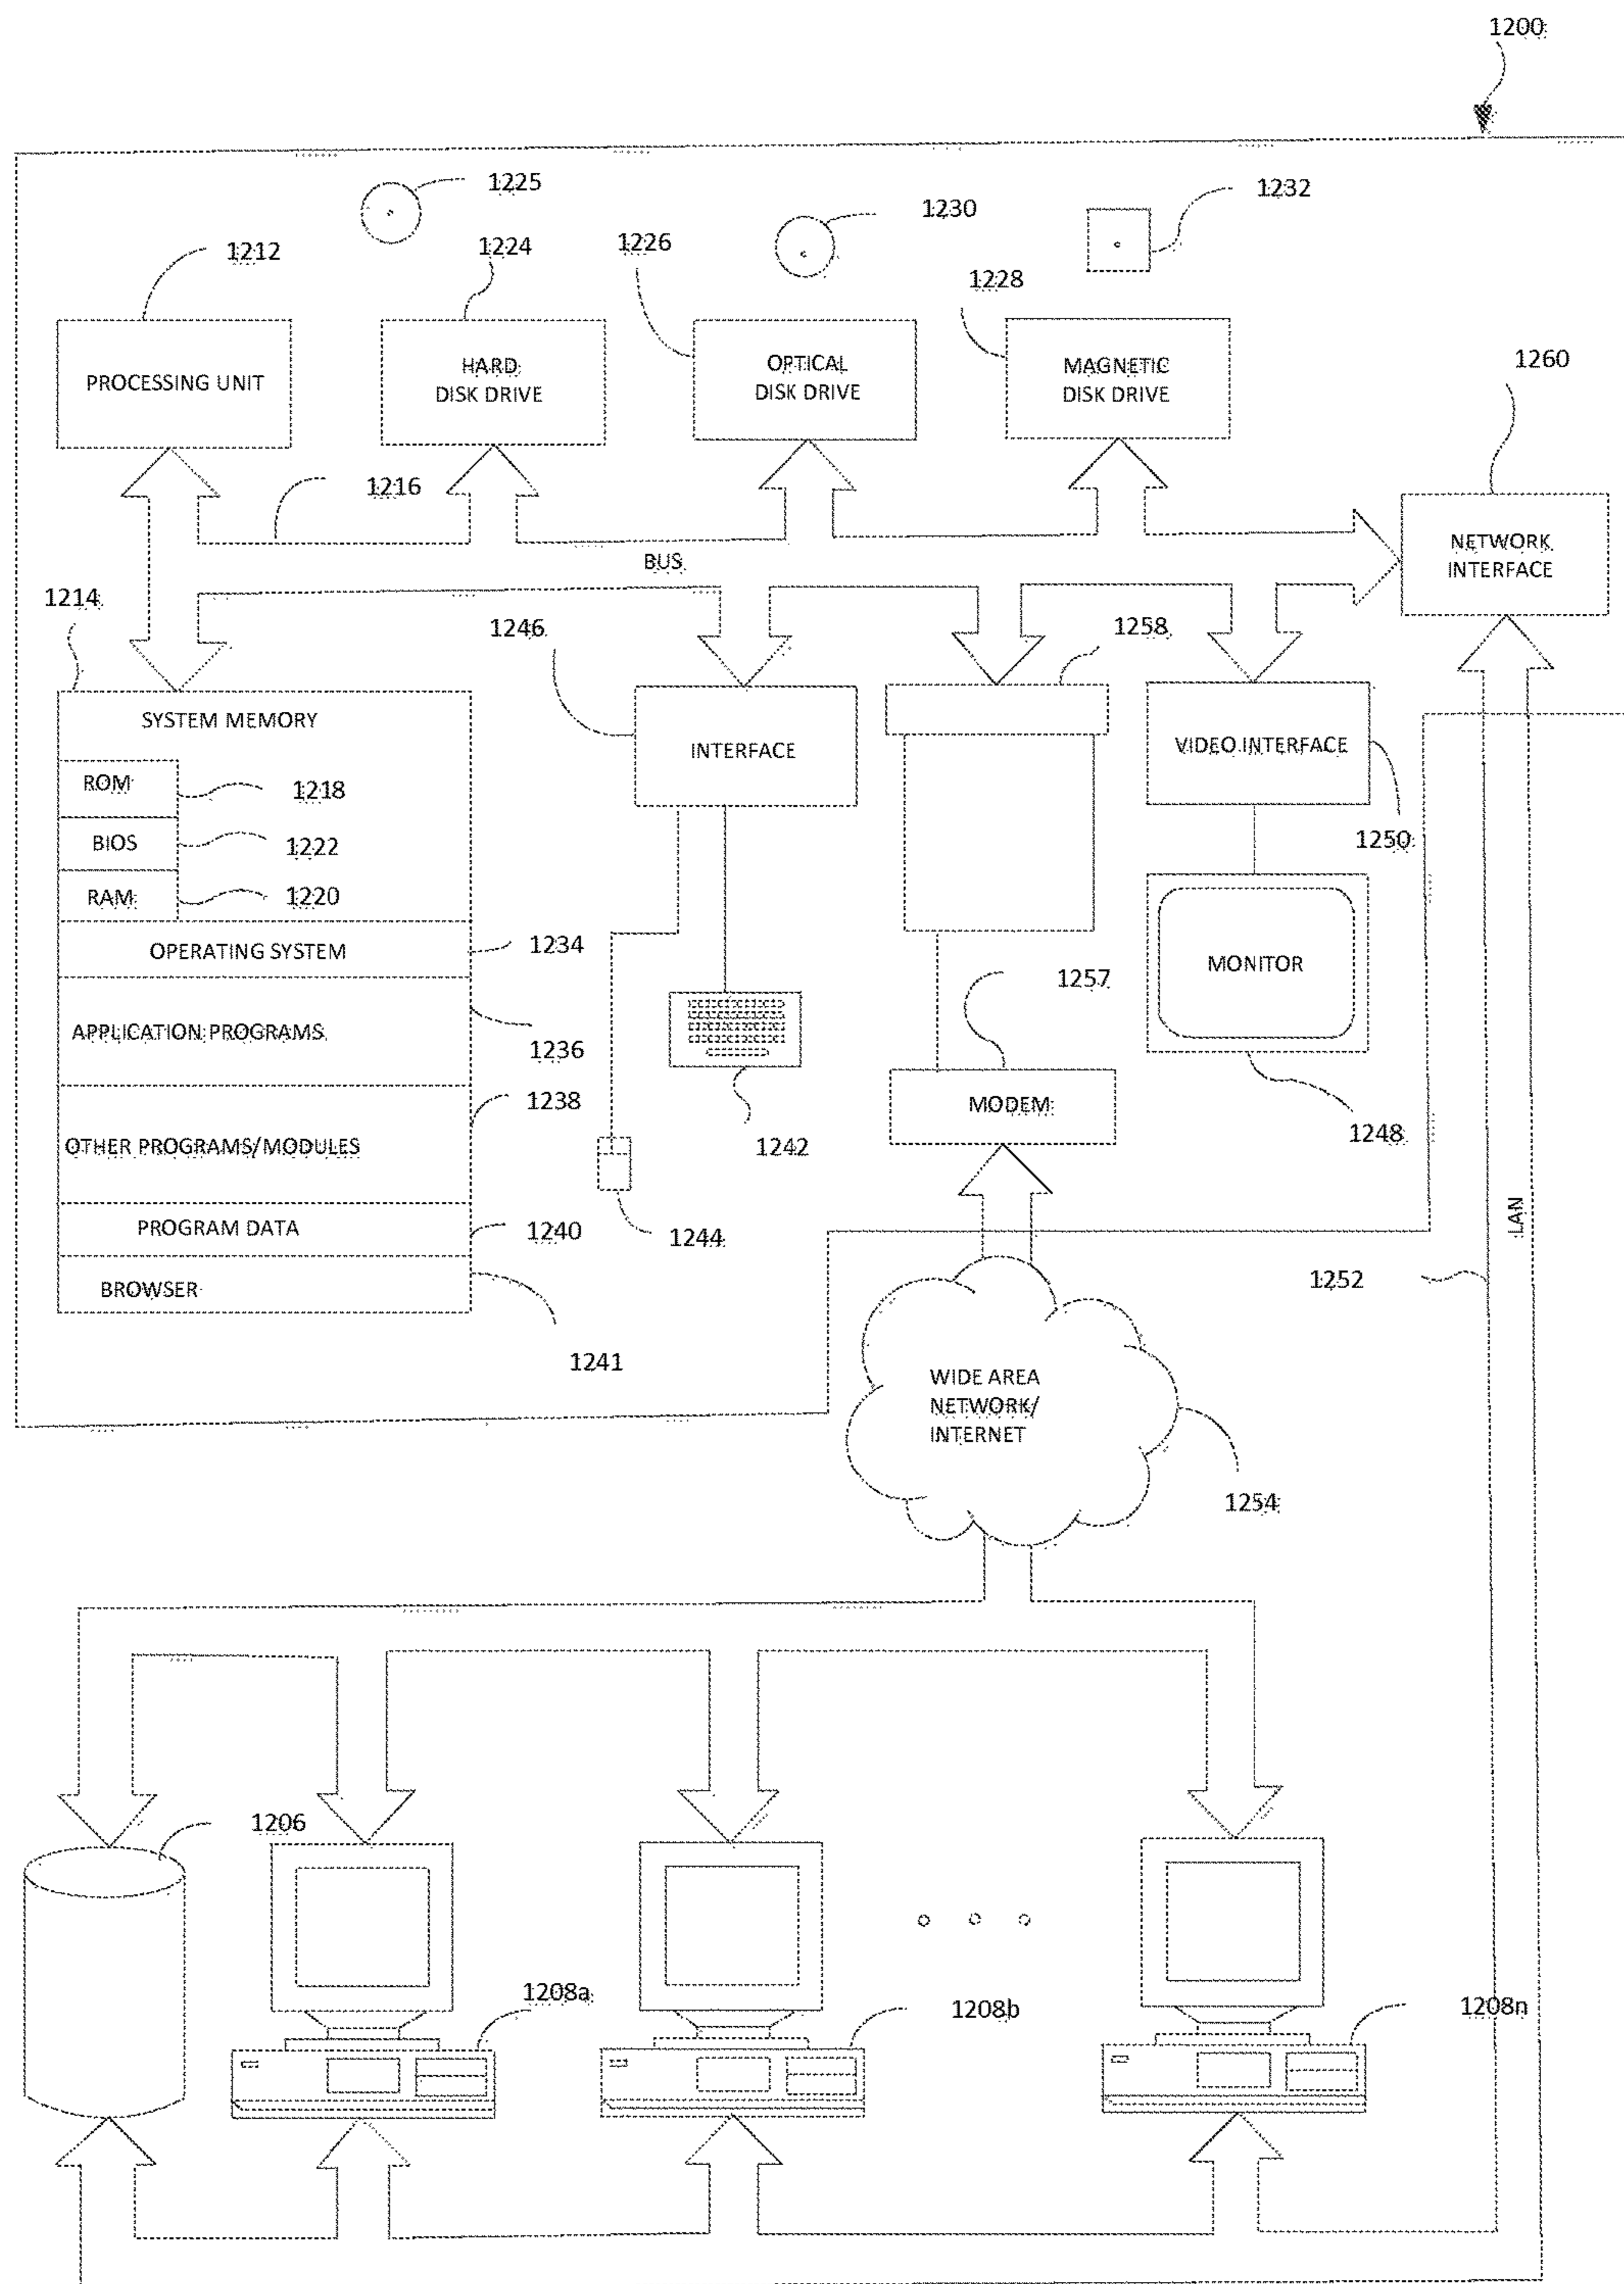 1200
1225
1230
1232
1212
1224
1226
1228
PROCESSING UNIT
HARD
DISK DRIVE
OPTICAL
DISK DRIVE
MAGNETIC
DISK DRIVE
1260
1216
BUS
NETWORK
INTERFACE
1214
1246
1258
SYSTEM MEMORY
INTERFACE
VIDEO INTERFACE
ROM
1218
BIOS
1222
1250
RAM
1220
OPERATING SYSTEM
1234
MONITOR
1257
APPLICATION PROGRAMS
1236
1238
MODEM
1248
OTHER PROGRAMS/MODULES
1242
PROGRAM DATA
1240
1244
LAN
BROWSER
1252
1241
WIDE AREA
NETWORK/
INTERNET
1254
1206
1208a
1208b
1208n